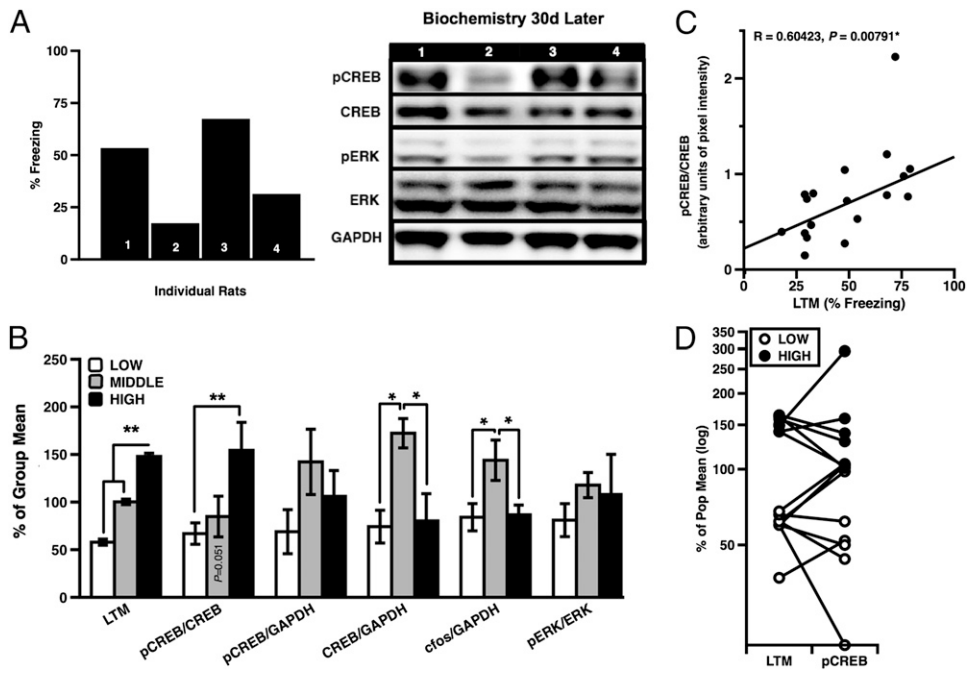 A
Biochemistry 30d Later
% Freezing
100
75
50
25
0
1
2
3
4
Individual Rats
1 2 3 4
pCREB
CREB
pERK
ERK
GAPDH
C
R = 0.60423, P = 0.00791*
pCREB/CREB
(arbitrary units of pixel intensity)
2
1
0
0 25 50 75 100
LTM (% Freezing)
B
% of Group Mean
250
200
150
100
50
0
LOW
MIDDLE
HIGH
**
**
* *
* *
P=0.051
LTM
pCREB/CREB
pCREB/GAPDH
CREB/GAPDH
cfos/GAPDH
pERK/ERK
D
% of Pop Mean (log)
350
300
250
200
150
100
50
LOW
HIGH
LTM pCREB